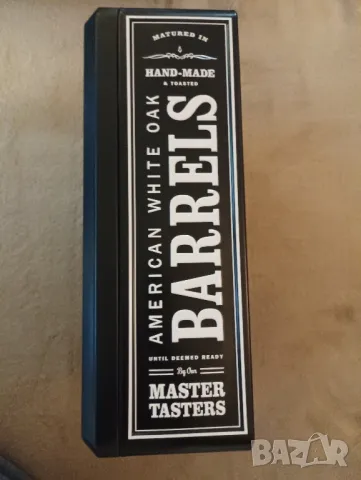 MATURED IN
HAND-MADE
& TOASTED
AMERICAN WHITE OAK
BARRELS
UNTIL DEEMED READY
By Our
MASTER
TASTERS
BAZAR